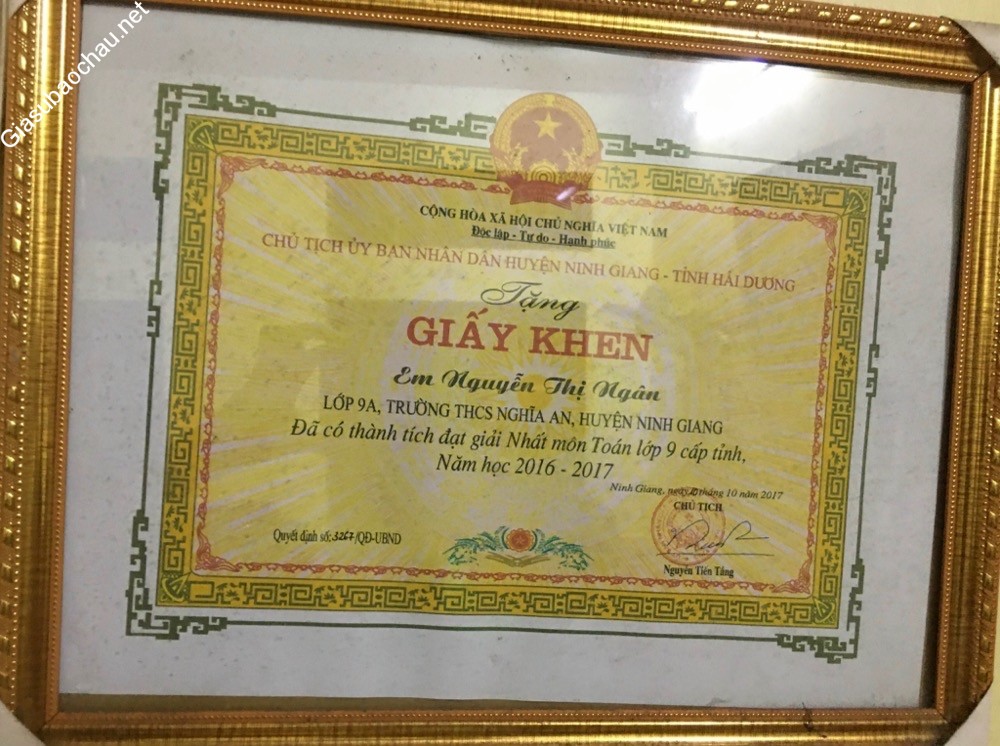 Giasubaochau.net
CỘNG HÒA XÃ HỘI CHỦ NGHĨA VIỆT NAM
Độc lập - Tự do - Hạnh phúc
CHỦ TỊCH ỦY BAN NHÂN DÂN HUYỆN NINH GIANG - TỈNH HẢI DƯƠNG
Tặng
GIẤY KHEN
Em Nguyễn Thị Ngân
LỚP 9A, TRƯỜNG THCS NGHĨA AN, HUYỆN NINH GIANG
Đã có thành tích đạt giải Nhất môn Toán lớp 9 cấp tỉnh,
Năm học 2016 - 2017
Ninh Giang, ngày tháng 10 năm 2017
CHỦ TỊCH
Quyết định số: 3267/QĐ-UBND
Nguyễn Tiến Tầng